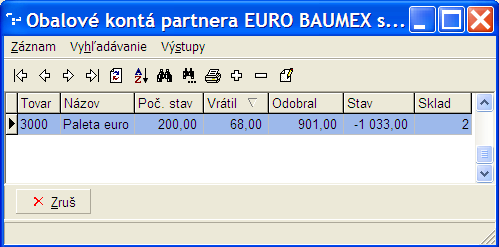 Obalové kontá partnera EURO BAUMEX s...
Záznam Vyhľadávanie Výstupy
Tovar Názov Poč. stav Vrátil Odobral Stav Sklad
3000 Paleta euro 200,00 68,00 901,00 -1 033,00 2
Zruš